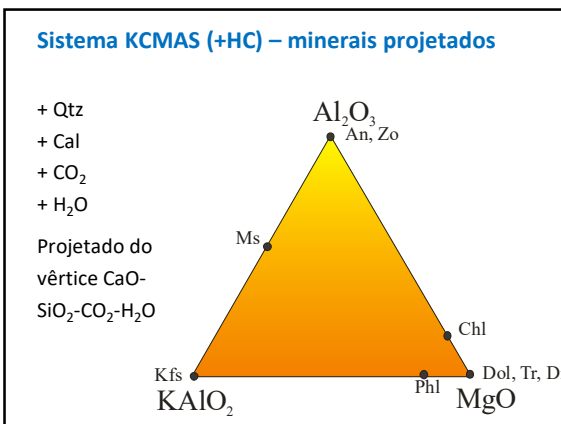 Sistema KCMAS (+HC) – minerais projetados
+ Qtz
+ Cal
+ CO₂
+ H₂O
Projetado do
vêrtice CaO-
SiO₂-CO₂-H₂O
Al₂O₃
An, Zo
Ms
Chl
Kfs
Phl
Dol, Tr, D
KAlO₂
MgO